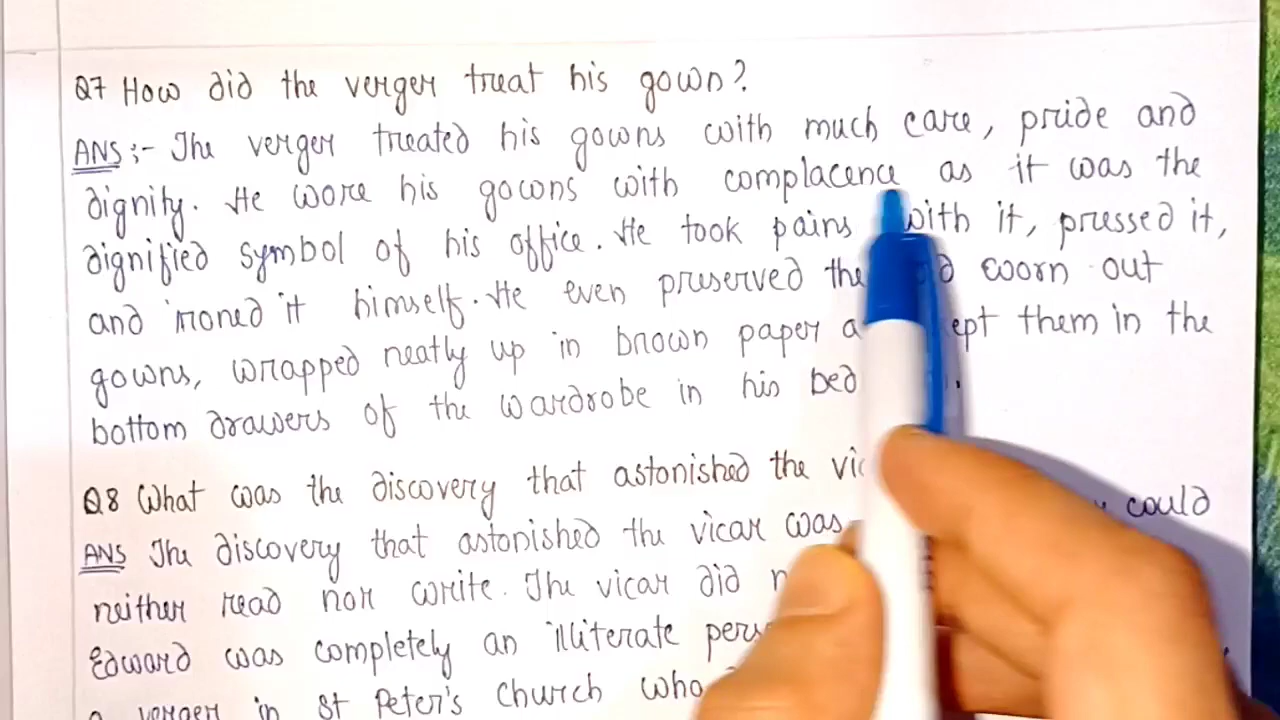 Q7 How did the verger treat his gown?
ANS :- The verger treated his gowns with much care, pride and
dignity. He wore his gowns with complacence as it was the
dignified symbol of his office. He took pains with it, pressed it,
and ironed it himself. He even preserved the worn out
gowns, wrapped neatly up in brown paper them in the
bottom drawers of the wardrobe in his bed
Q8 What was the discovery that astonished the
ANS The discovery that astonished the vicar was could
neither read nor write. The vicar did
Edward was completely an illiterate
verger in St Peter's Church who